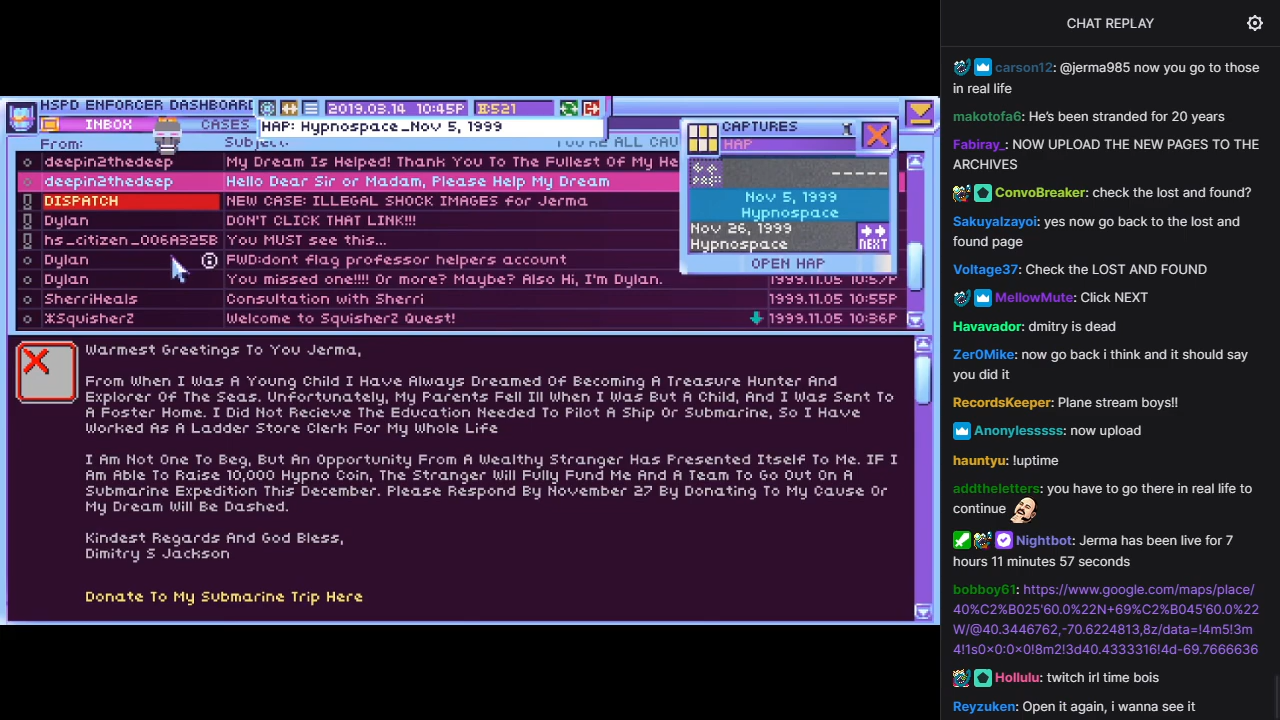 HSPD ENFORCER DASHBOARD
2019.03.14 10:45P
521
INBOX
CASES
HAP: Hypnospace_Nov 5, 1999
From:
Subject:
YOU'RE ALL CAU
deepin2thedeep My Dream Is Helped! Thank You To The Fullest Of My He
deepin2thedeep Hello Dear Sir or Madam, Please Help My Dream
DISPATCH NEW CASE: ILLEGAL SHOCK IMAGES for Jerma
Dylan DON'T CLICK THAT LINK!!!
hs_citizen_006A325B You MUST see this...
Dylan FWD:dont flag professor helpers account
Dylan You missed one!!!! Or more? Maybe? Also Hi, I'm Dylan. 1999.11.05 10:57P
SherriHeals Consultation with Sherri 1999.11.05 10:55P
SquisherZ Welcome to SquisherZ Quest! 1999.11.05 10:36P
CAPTURES
HAP
-----
Nov 5, 1999
Hypnospace
Nov 26, 1999
Hypnospace
NEXT
OPEN HAP
Warmest Greetings To You Jerma,
From When I Was A Young Child I Have Always Dreamed Of Becoming A Treasure Hunter And
Explorer Of The Seas. Unfortunately, My Parents Fell Ill When I Was But A Child, And I Was Sent To
A Foster Home. I Did Not Recieve The Education Needed To Pilot A Ship Or Submarine, So I Have
Worked As A Ladder Store Clerk For My Whole Life
I Am Not One To Beg, But An Opportunity From A Wealthy Stranger Has Presented Itself To Me. IF I
Am Able To Raise 10,000 Hypno Coin, The Stranger Will Fully Fund Me And A Team To Go Out On A
Submarine Expedition This December. Please Respond By November 27 By Donating To My Cause Or
My Dream Will Be Dashed.
Kindest Regards And God Bless,
Dimitry S Jackson
Donate To My Submarine Trip Here
CHAT REPLAY
carson12: @jerma985 now you go to those
in real life
makotofa6: He's been stranded for 20 years
Fabiray_: NOW UPLOAD THE NEW PAGES TO THE
ARCHIVES
ConvoBreaker: check the lost and found?
SakuyaIzayoi: yes now go back to the lost and
found page
Voltage37: Check the LOST AND FOUND
MellowMute: Click NEXT
Havavador: dmitry is dead
Zer0Mike: now go back i think and it should say
you did it
RecordsKeeper: Plane stream boys!!
Anonylesssss: now upload
hauntyu: !uptime
addtheletters: you have to go there in real life to
continue
Nightbot: Jerma has been live for 7
hours 11 minutes 57 seconds
bobboy61: https://www.google.com/maps/place/
40%C2%B025'60.0%22N+69%C2%B045'60.0%22
W/@40.3446762,-70.6224813,8z/data=!4m5!3m
4!1s0x0:0x0!8m2!3d40.4333316!4d-69.7666636
Hollulu: twitch irl time bois
Reyzuken: Open it again, i wanna see it